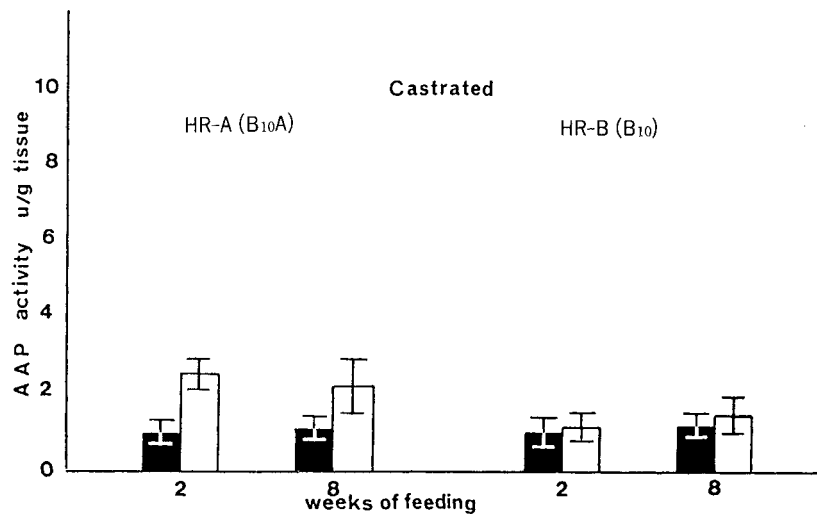 10
Castrated
HR-A (B₁₀A)
HR-B (B₁₀)
8
6
4
2
0
AAP activity u/g tissue
2
8
2
8
weeks of feeding